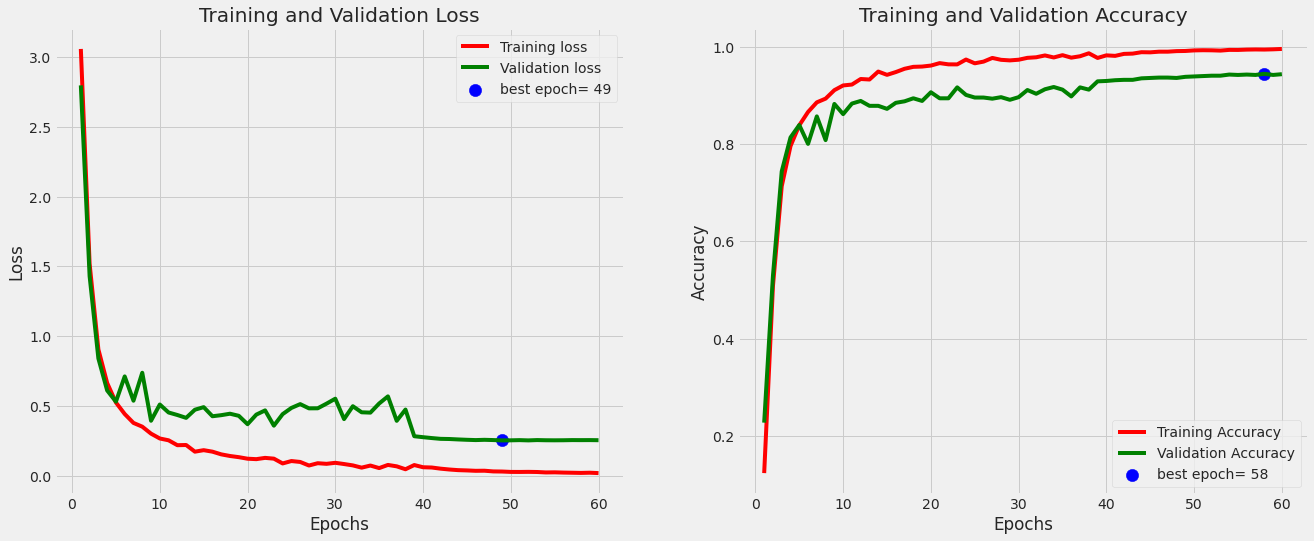 Training and Validation Loss
Training loss
Validation loss
best epoch= 49
Loss
3.0
2.5
2.0
1.5
1.0
0.5
0.0
0 10 20 30 40 50 60
Epochs
Training and Validation Accuracy
Accuracy
1.0
0.8
0.6
0.4
0.2
Training Accuracy
Validation Accuracy
best epoch= 58
0 10 20 30 40 50 60
Epochs